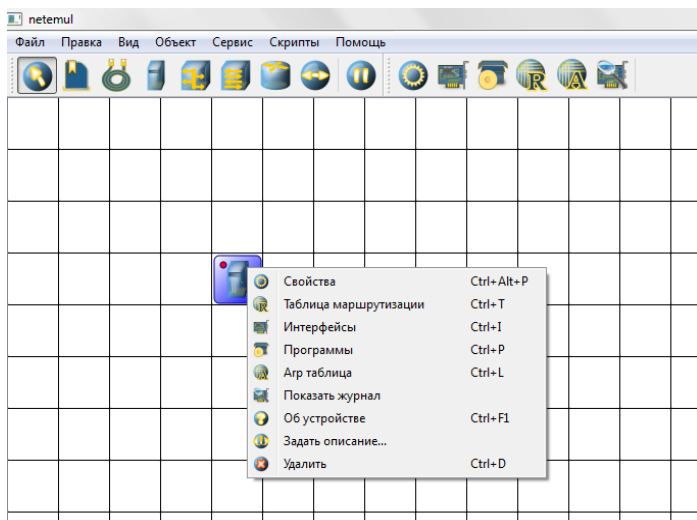 netemul
Файл Правка Вид Объект Сервис Скрипты Помощь
Свойства Ctrl+Alt+P
Таблица маршрутизации Ctrl+T
Интерфейсы Ctrl+I
Программы Ctrl+P
Arp таблица Ctrl+L
Показать журнал
Об устройстве Ctrl+F1
Задать описание...
Удалить Ctrl+D